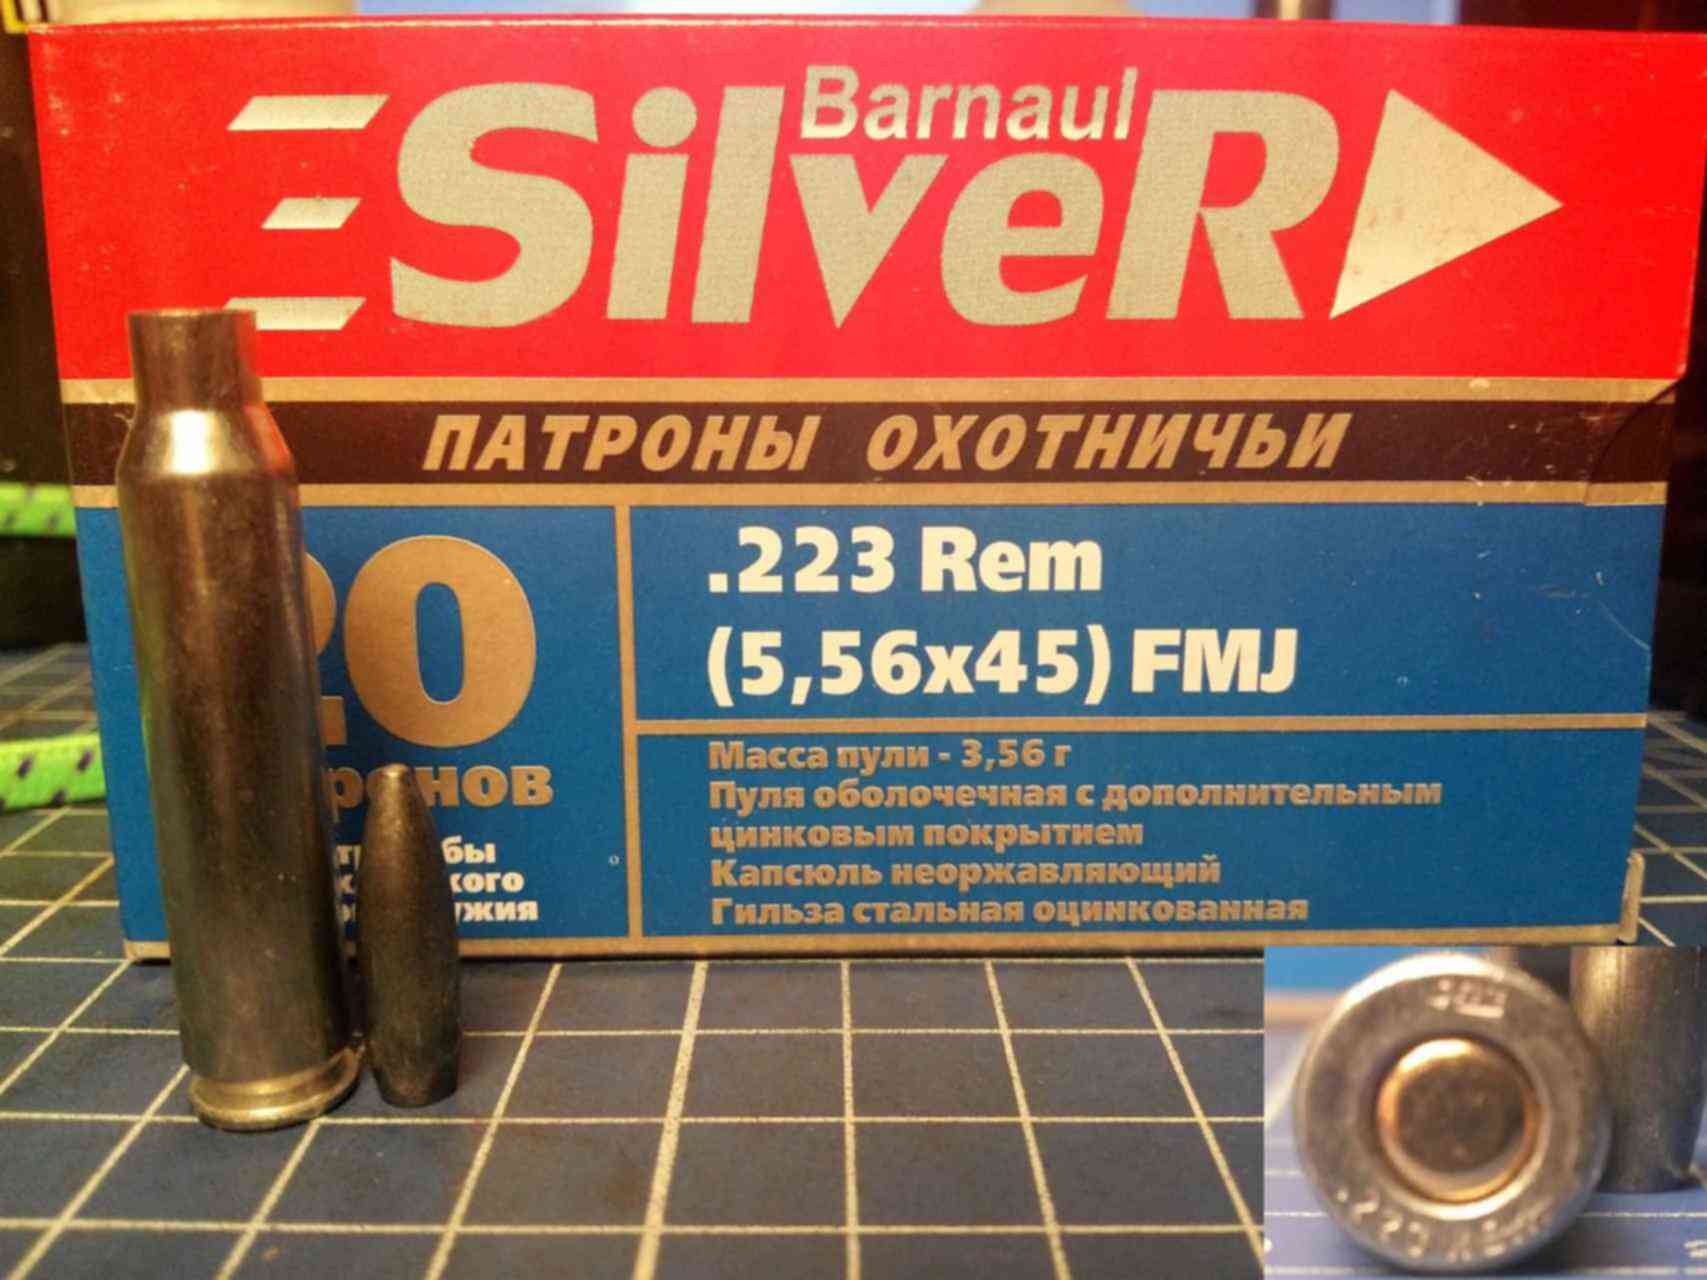 Barnaul
SilveR
ПАТРОНЫ ОХОТНИЧЬИ
20
.223 Rem
(5,56x45) FMJ
Масса пули - 3,56 г
Пуля оболочечная с дополнительным
цинковым покрытием
Капсюль неоржавляющий
Гильза стальная оцинкованная